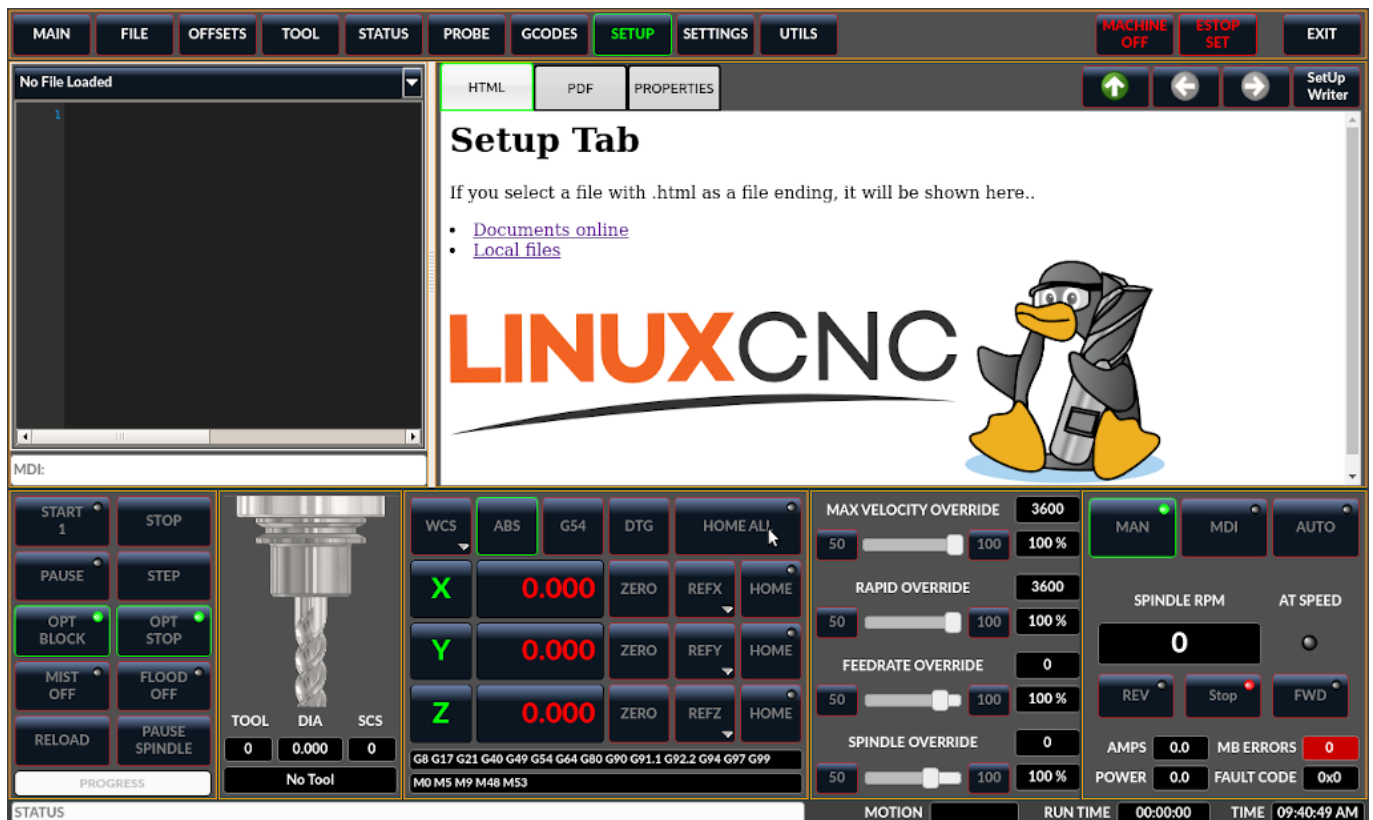 MAIN FILE OFFSETS TOOL STATUS PROBE GCODES SETUP SETTINGS UTILS MACHINE OFF ESTOP SET EXIT
No File Loaded
1
MDI:
HTML PDF PROPERTIES SetUp Writer
Setup Tab
If you select a file with .html as a file ending, it will be shown here..
• Documents online
• Local files
LINUXCNC
START 1 STOP
PAUSE STEP
OPT BLOCK OPT STOP
MIST OFF FLOOD OFF
RELOAD PAUSE SPINDLE
PROGRESS
TOOL DIA SCS
0 0.000 0
No Tool
WCS ABS G54 DTG HOME ALL
X 0.000 ZERO REFX HOME
Y 0.000 ZERO REFY HOME
Z 0.000 ZERO REFZ HOME
G8 G17 G21 G40 G49 G54 G64 G80 G90 G91.1 G92.2 G94 G97 G99
M0 M5 M9 M48 M53
MAX VELOCITY OVERRIDE 3600
50 100 100 %
RAPID OVERRIDE 3600
50 100 100 %
FEEDRATE OVERRIDE 0
50 100 100 %
SPINDLE OVERRIDE 0
50 100 100 %
MAN MDI AUTO
SPINDLE RPM AT SPEED
0
REV Stop FWD
AMPS 0.0 MB ERRORS 0
POWER 0.0 FAULT CODE 0x0
STATUS MOTION RUN TIME 00:00:00 TIME 09:40:49 AM